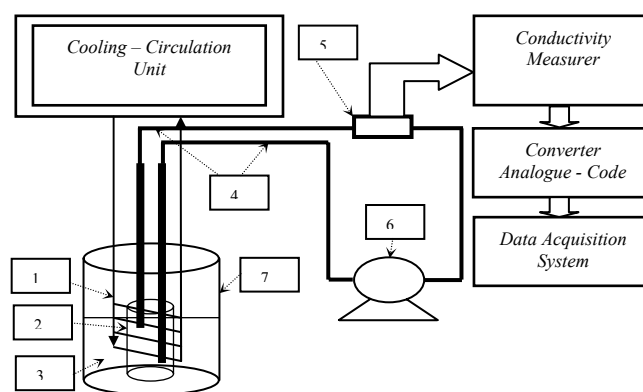 Cooling – Circulation
Unit
5
Conductivity
Measurer
Converter
Analogue - Code
4
6
Data Acquisition
System
1
7
2
3